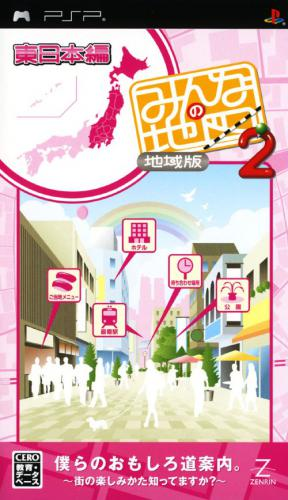 PSP
PlayStation
東日本編
みんなの地図
地域版
2
ホテル
ご当地メニュー
最寄駅
待ち合わせ場所
公園
CERO
教育・データベース
僕らのおもしろ道案内。
～街の楽しみかた知ってますか?～
Z
ZENRIN